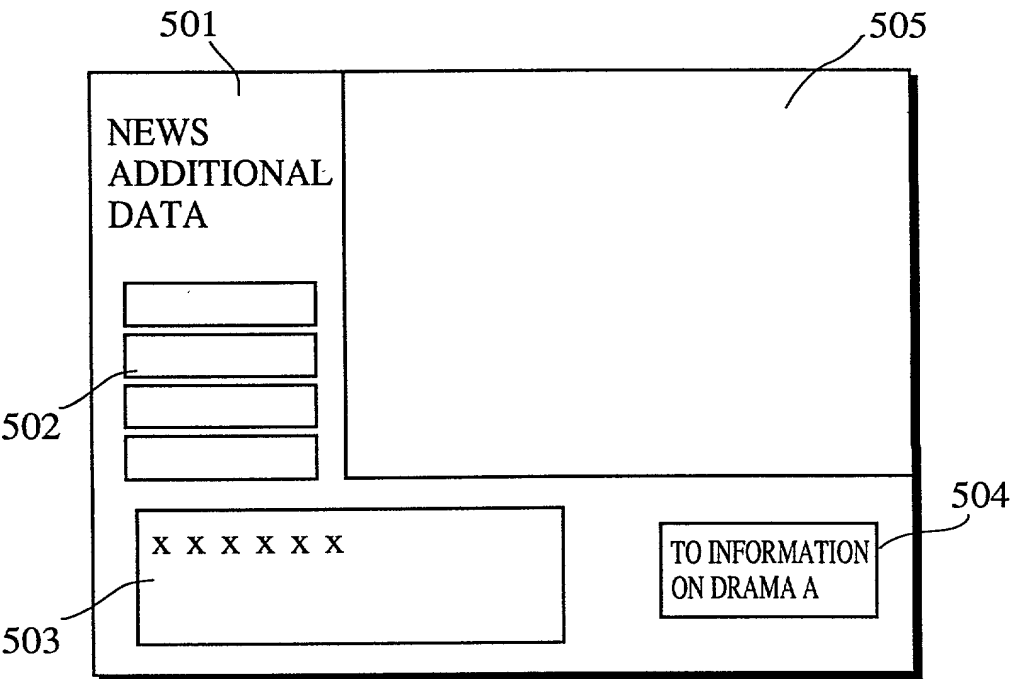 501
505
NEWS
ADDITIONAL
DATA
502
504
x x x x x x
TO INFORMATION
ON DRAMA A
503